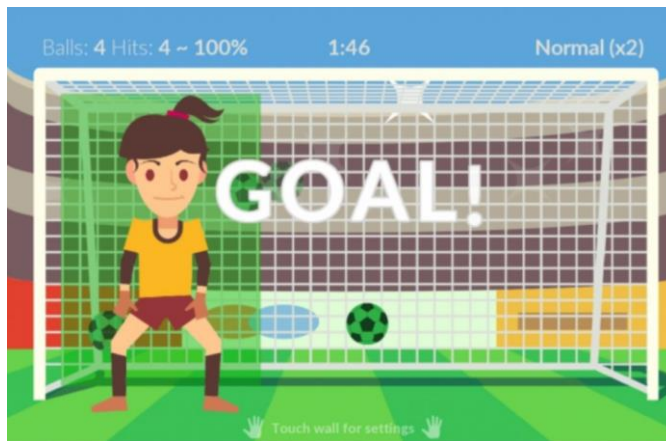 Balls: 4 Hits: 4 ~ 100%
1:46
Normal (x2)
GOAL!
Touch wall for settings